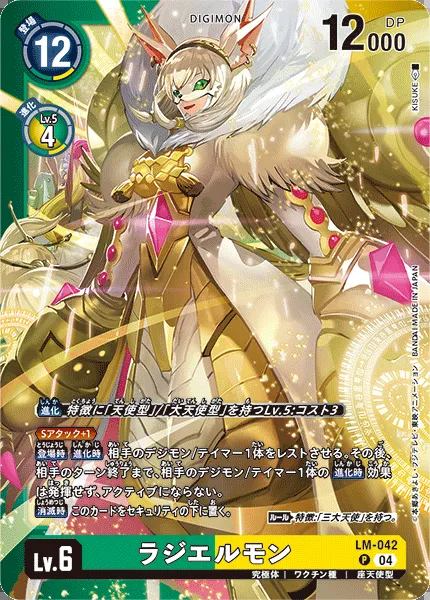 登場
DIGIMON
DP
12
12000
進化
Lv.5
4
KISUKE
BANDAI MADE IN JAPAN
©本郷あきよし・フジテレビ・東映アニメーション
進化 特徴に「天使型」/「大天使型」を持つLv.5:コスト3
Sアタック+1
登場時 進化時 相手のデジモン/テイマー1体をレストさせる。その後、
相手のターン終了まで、相手のデジモン/テイマー1体の 進化時 効果
は発揮せず、アクティブにならない。
消滅時 このカードをセキュリティの下に置く。
ルール 特徴:「三大天使」を持つ。
Lv.6
ラジエルモン
LM-042
P 04
究極体 | ワクチン種 | 座天使型